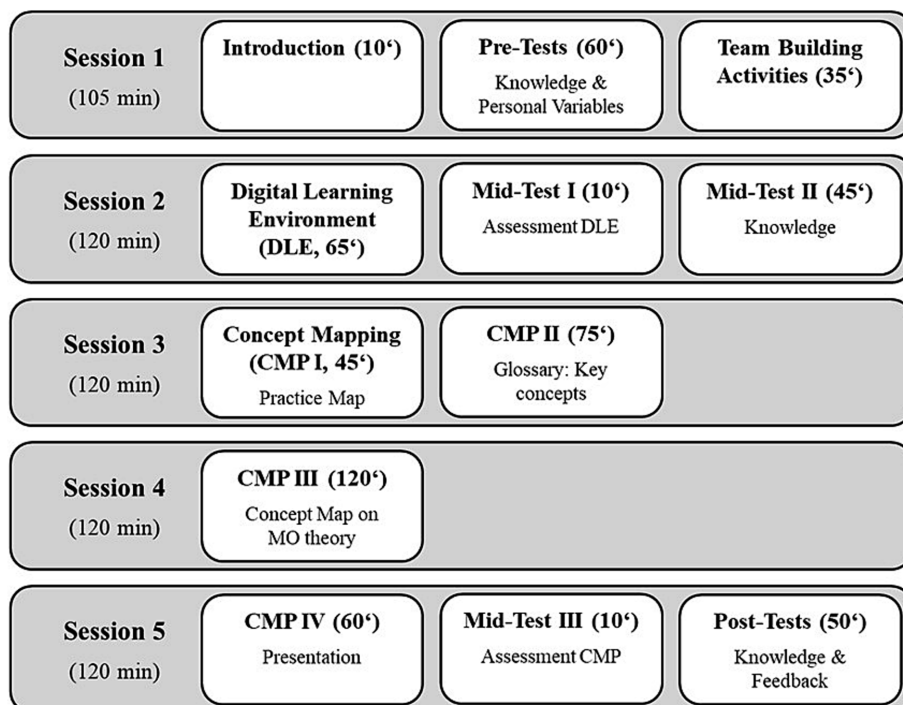 Session 1
(105 min)
Introduction (10‘)
Pre-Tests (60‘)
Knowledge &
Personal Variables
Team Building
Activities (35‘)
Session 2
(120 min)
Digital Learning
Environment
(DLE, 65‘)
Mid-Test I (10‘)
Assessment DLE
Mid-Test II (45‘)
Knowledge
Session 3
(120 min)
Concept Mapping
(CMP I, 45‘)
Practice Map
CMP II (75‘)
Glossary: Key
concepts
Session 4
(120 min)
CMP III (120‘)
Concept Map on
MO theory
Session 5
(120 min)
CMP IV (60‘)
Presentation
Mid-Test III (10‘)
Assessment CMP
Post-Tests (50‘)
Knowledge &
Feedback